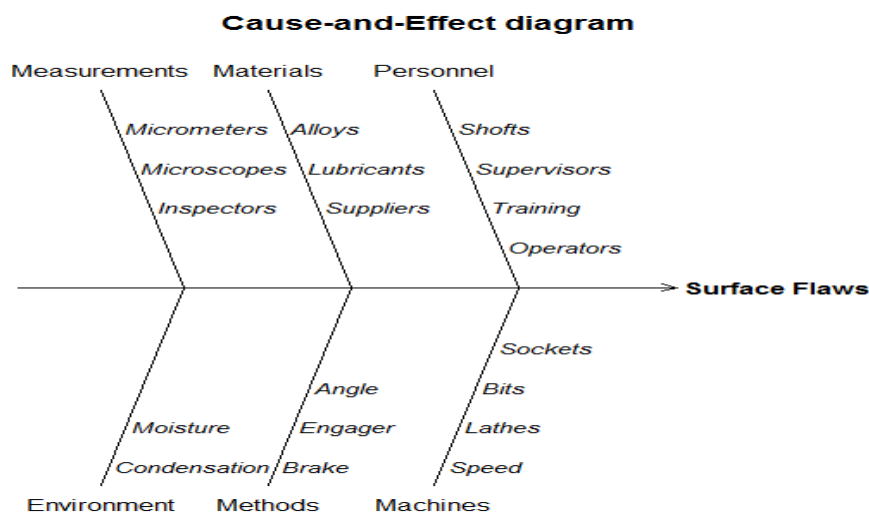 Cause-and-Effect diagram
Measurements Materials Personnel
Micrometers Alloys Shofts
Microscopes Lubricants Supervisors
Inspectors Suppliers Training
Operators
Surface Flaws
Sockets
Angle Bits
Moisture Engager Lathes
Condensation Brake Speed
Environment Methods Machines